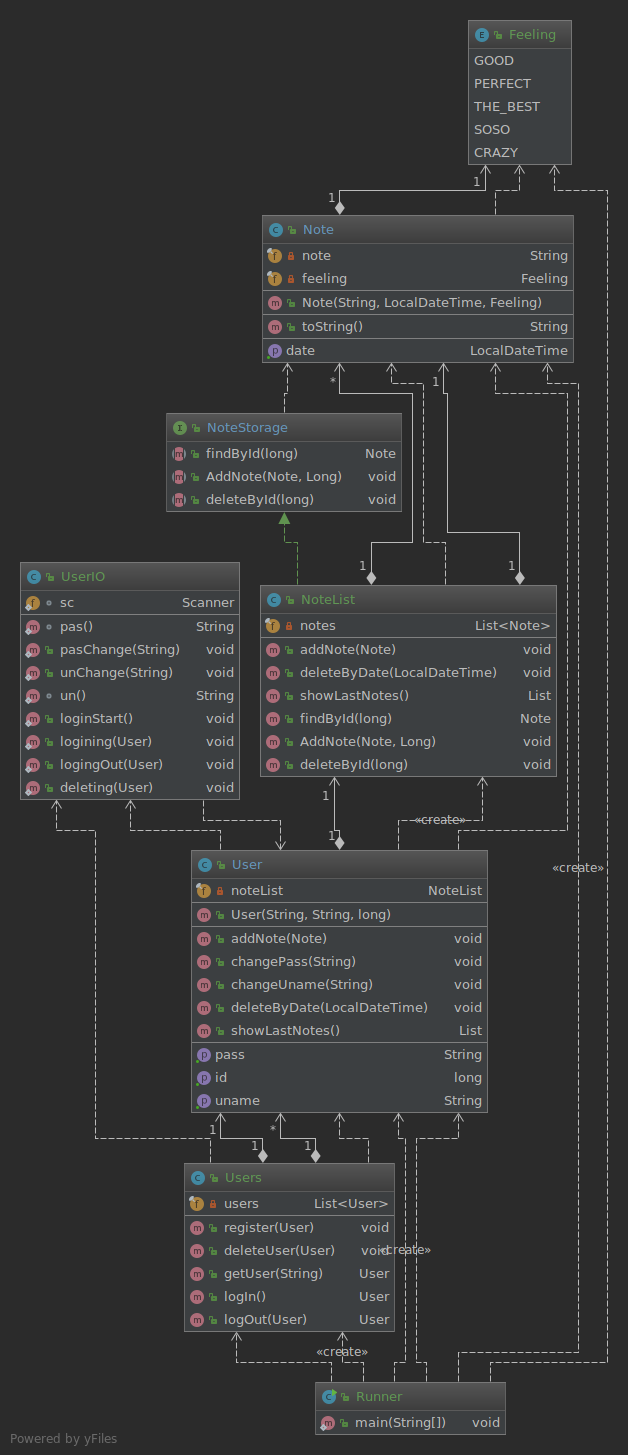 Feeling
GOOD
PERFECT
THE_BEST
SOSO
CRAZY
1
1
Note
note String
feeling Feeling
Note(String, LocalDateTime, Feeling)
toString() String
date LocalDateTime
* 1
NoteStorage
findById(long) Note
AddNote(Note, Long) void
deleteById(long) void
1 1
UserIO
sc Scanner
pas() String
pasChange(String) void
unChange(String) void
un() String
loginStart() void
logining(User) void
logingOut(User) void
deleting(User) void
NoteList
notes List<Note>
addNote(Note) void
deleteByDate(LocalDateTime) void
showLastNotes() List
findById(long) Note
AddNote(Note, Long) void
deleteById(long) void
1
«create»
1
User
«create»
noteList NoteList
User(String, String, long)
addNote(Note) void
changePass(String) void
changeUname(String) void
deleteByDate(LocalDateTime) void
showLastNotes() List
pass String
id long
uname String
1 *
1 1
Users
users List<User>
register(User) void
deleteUser(User) void
«create»
getUser(String) User
logIn() User
logOut(User) User
«create»
Runner
main(String[]) void
Powered by yFiles